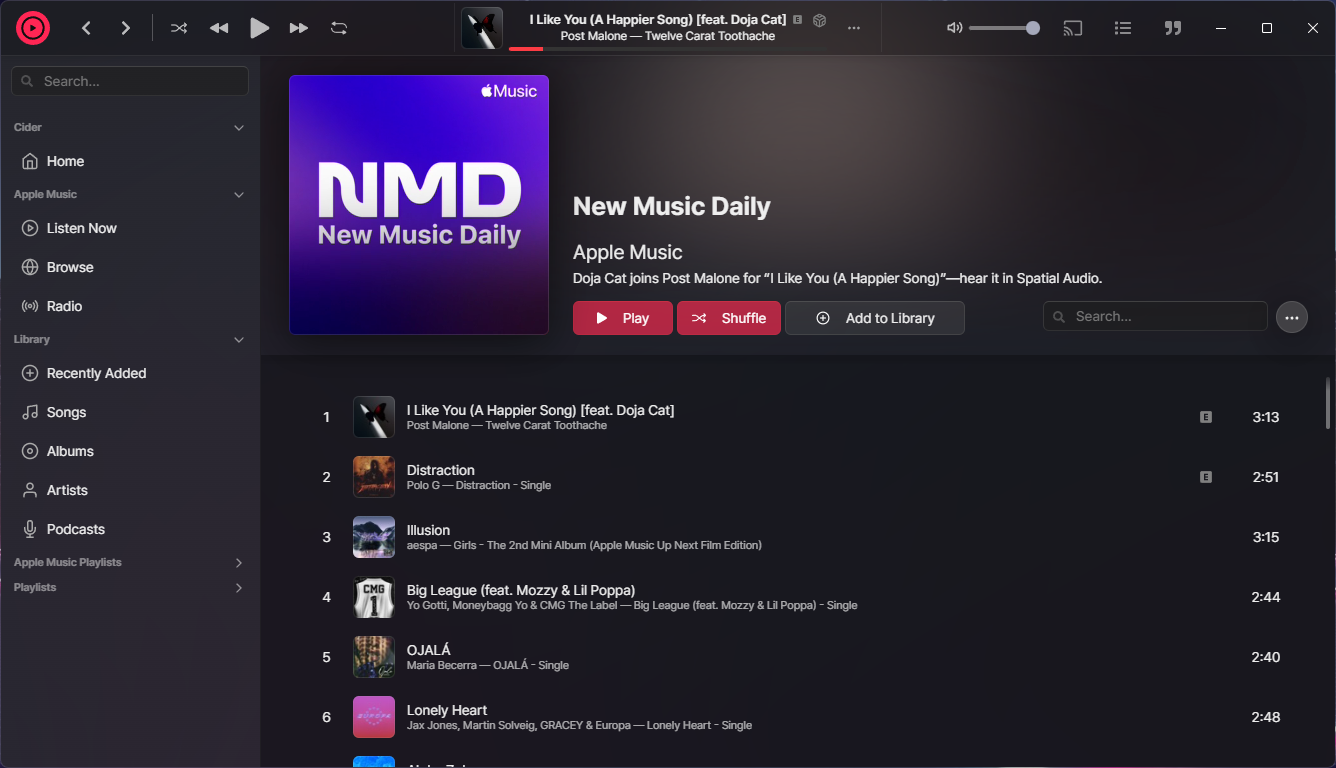 I Like You (A Happier Song) [feat. Doja Cat] E
Post Malone — Twelve Carat Toothache
Search...
Cider
Home
Apple Music
Listen Now
Browse
Radio
Library
Recently Added
Songs
Albums
Artists
Podcasts
Apple Music Playlists
Playlists
Music
NMD
New Music Daily
New Music Daily
Apple Music
Doja Cat joins Post Malone for “I Like You (A Happier Song)”—hear it in Spatial Audio.
Play
Shuffle
Add to Library
Search...
1 I Like You (A Happier Song) [feat. Doja Cat] E 3:13
Post Malone — Twelve Carat Toothache
2 Distraction E 2:51
Polo G — Distraction - Single
3 Illusion 3:15
aespa — Girls - The 2nd Mini Album (Apple Music Up Next Film Edition)
CMG
1
4 Big League (feat. Mozzy & Lil Poppa) 2:44
Yo Gotti, Moneybagg Yo & CMG The Label — Big League (feat. Mozzy & Lil Poppa) - Single
5 OJALÁ 2:40
Maria Becerra — OJALÁ - Single
EUROPA
6 Lonely Heart 2:48
Jax Jones, Martin Solveig, GRACEY & Europa — Lonely Heart - Single